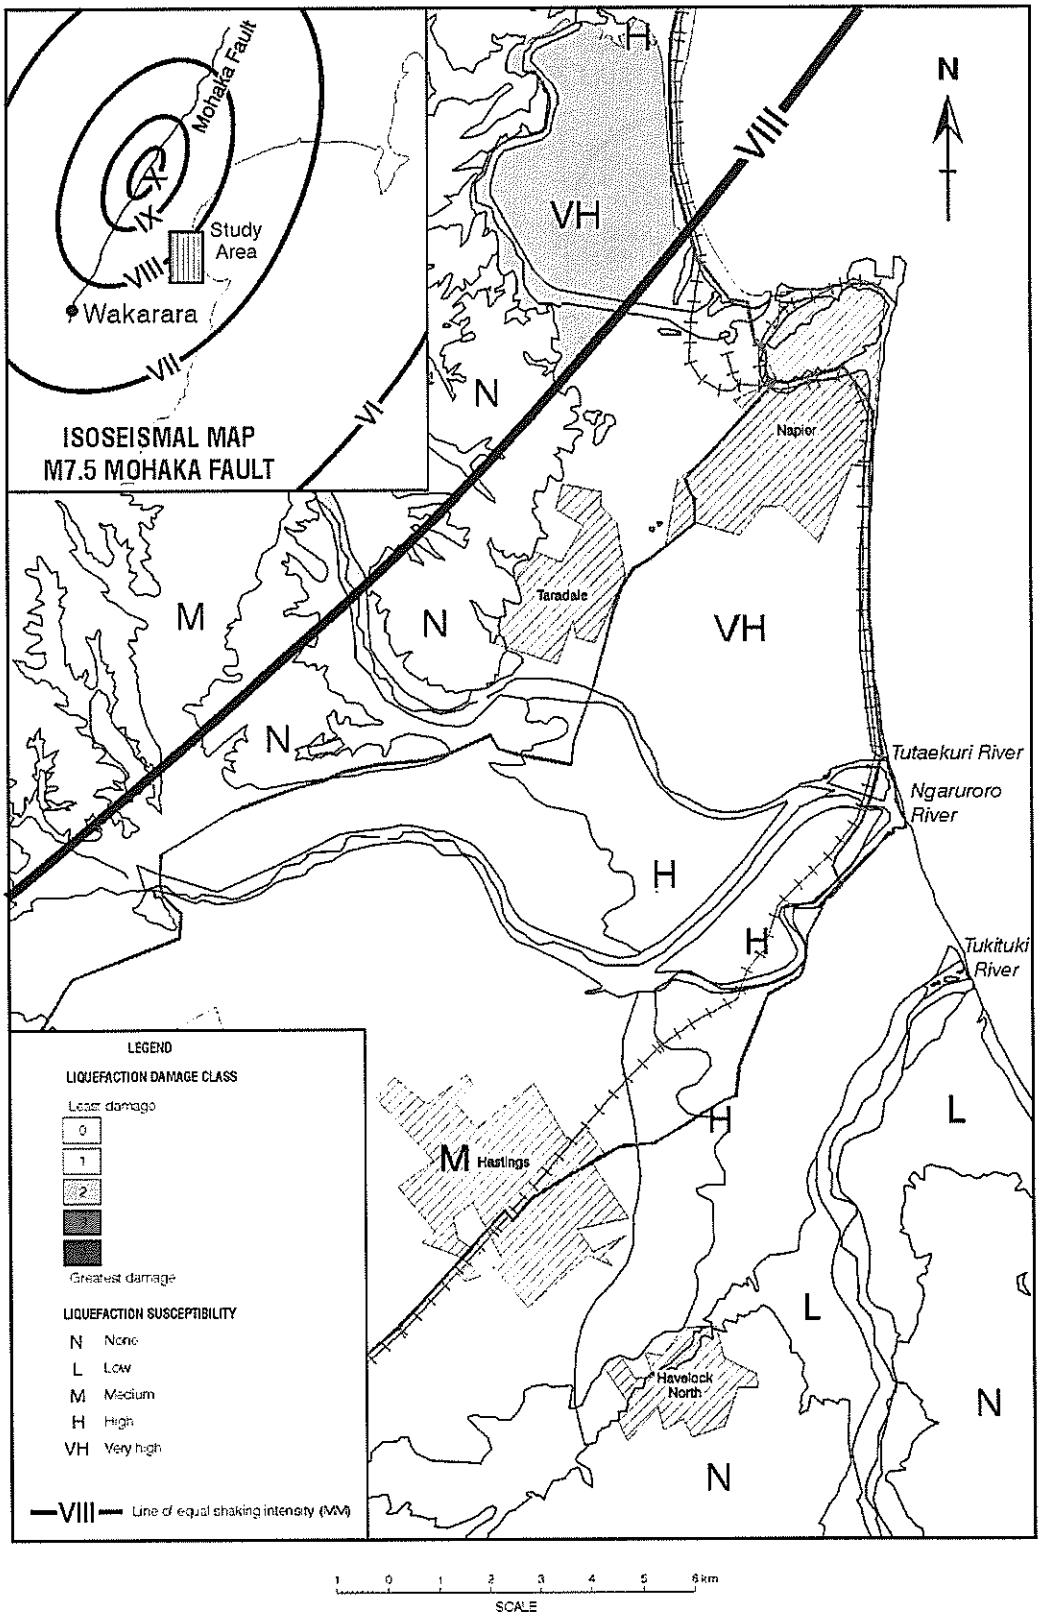 Mohaka Fault
X
IX
VIII
VII
VI
Study
Area
Wakarara
ISOSEISMAL MAP
M7.5 MOHAKA FAULT
H
VIII
N
VH
N
Napier
M
N
Taradale
VH
N
Tutaekuri River
Ngaruroro
River
H
H
Tukituki
River
L
H
M
Hastings
L
Havelock
North
N
N
LEGEND
LIQUEFACTION DAMAGE CLASS
Least damage
0
1
2
3
Greatest damage
LIQUEFACTION SUSCEPTIBILITY
N None
L Low
M Medium
H High
VH Very high
VIII Line of equal shaking intensity (MM)
1 0 1 2 3 4 5 6 km
SCALE